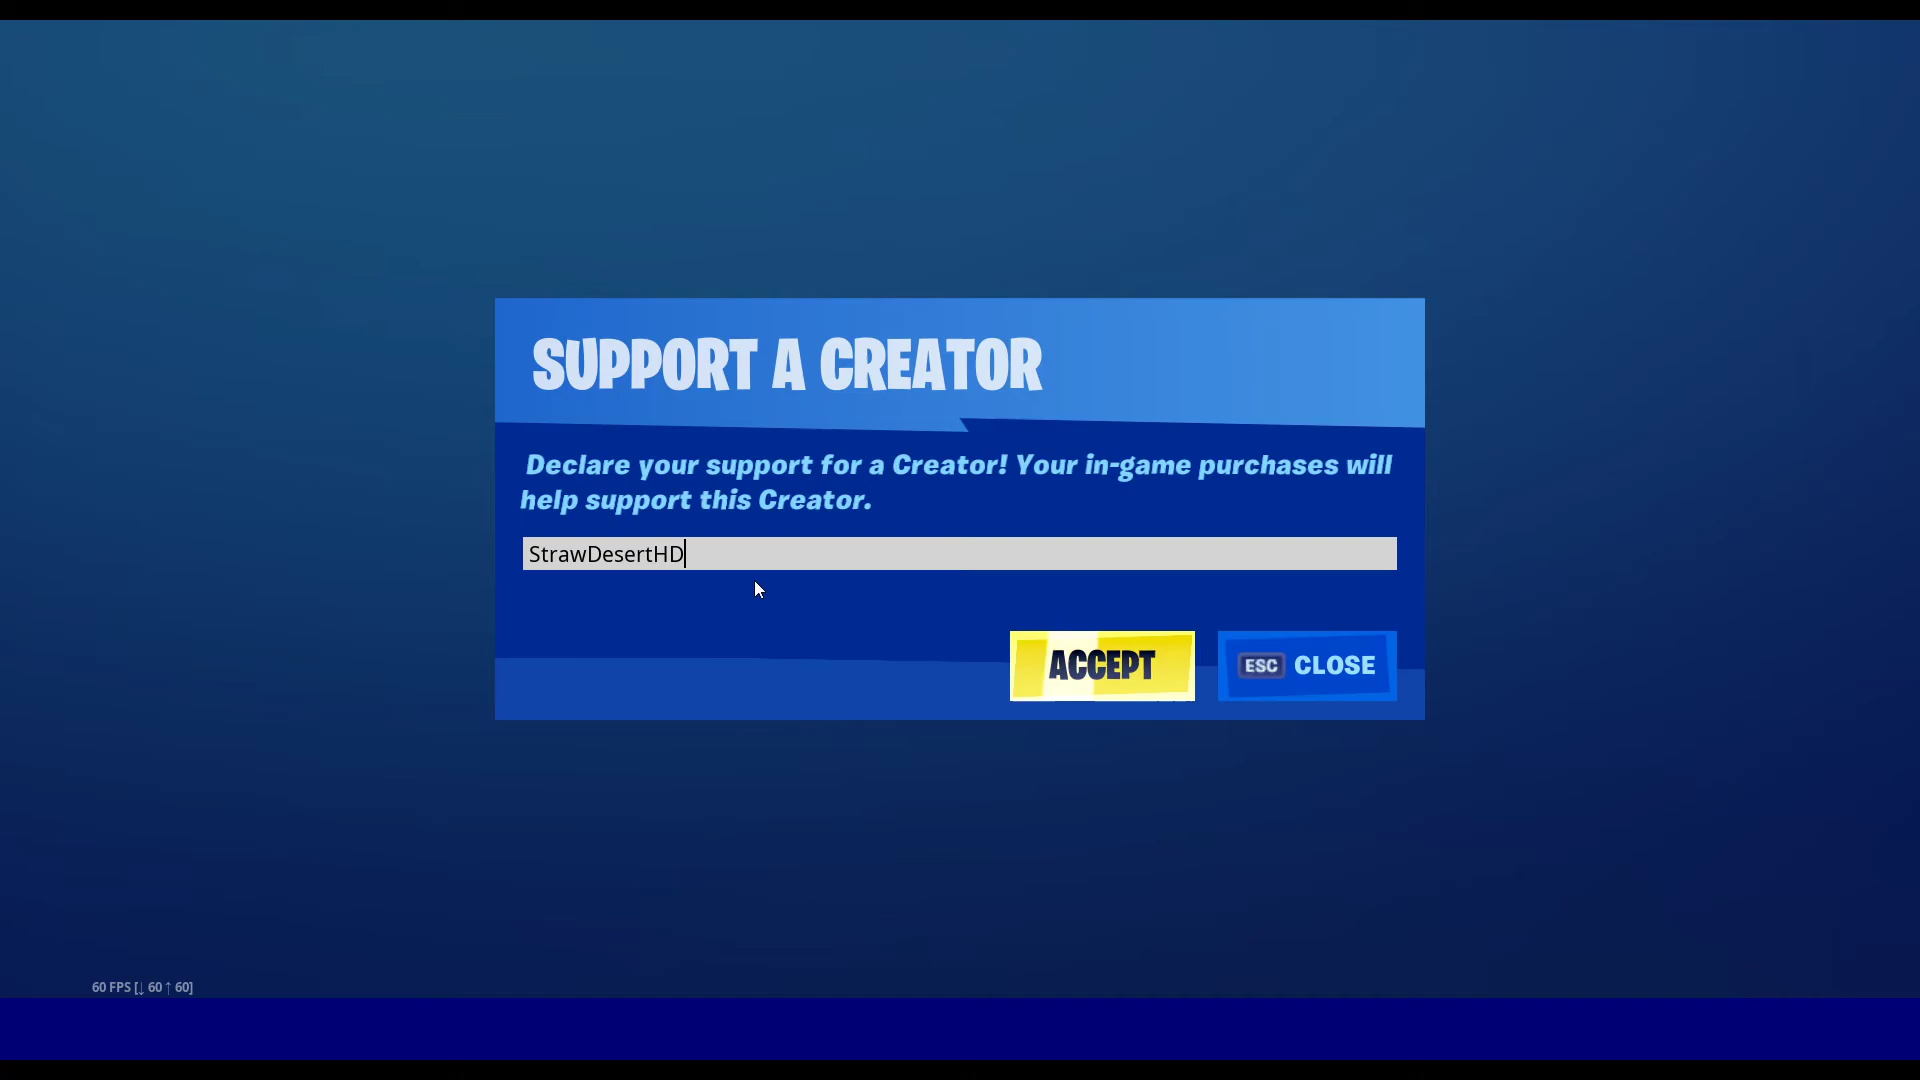 SUPPORT A CREATOR
Declare your support for a Creator! Your in-game purchases will
help support this Creator.
StrawDesertHD
ACCEPT
ESC CLOSE
60 FPS [↓ 60 ↑ 60]